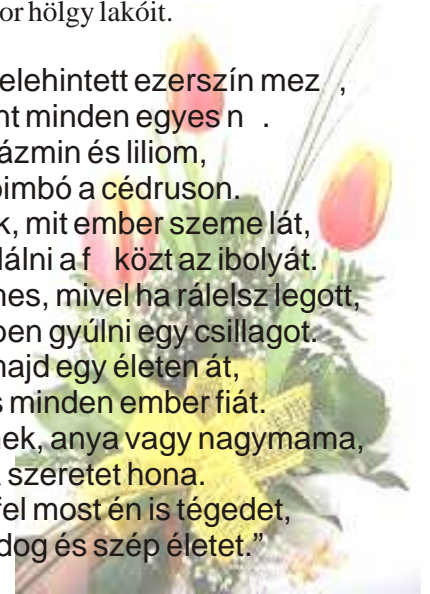 or hölgy lakóit.
elehintett ezerszín mez ,
nt minden egyes n .
ázmin és liliom,
bimbó a cédruson.
k, mit ember szeme lát,
lálni a f közt az ibolyát.
nes, mivel ha rálelsz legott,
ben gyúlni egy csillagot.
majd egy életen át,
s minden ember fiát.
nek, anya vagy nagymama,
szeretet hona.
fel most én is tégedet,
dog és szép életet.”